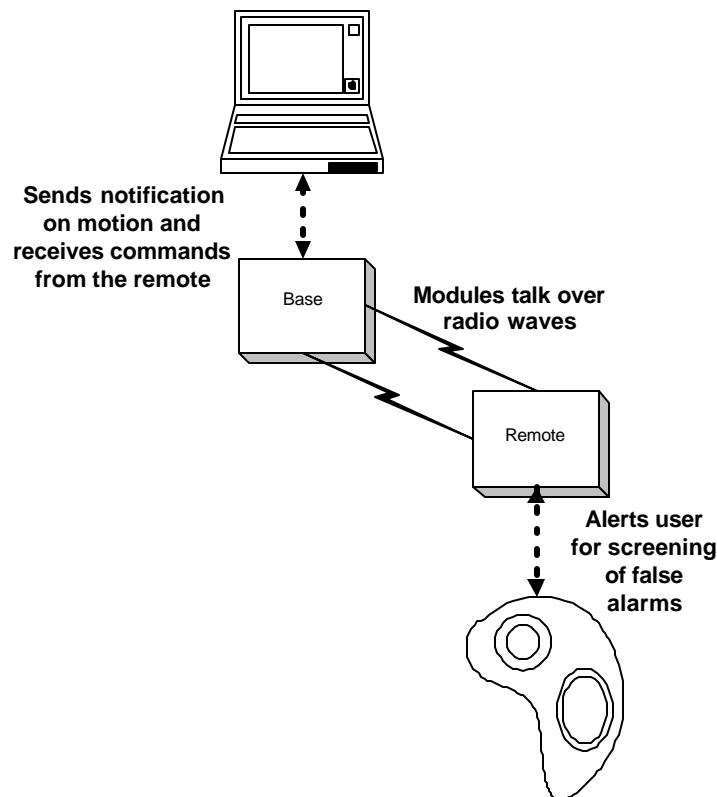 Sends notification
on motion and
receives commands
from the remote
Base
Modules talk over
radio waves
Remote
Alerts user
for screening
of false
alarms